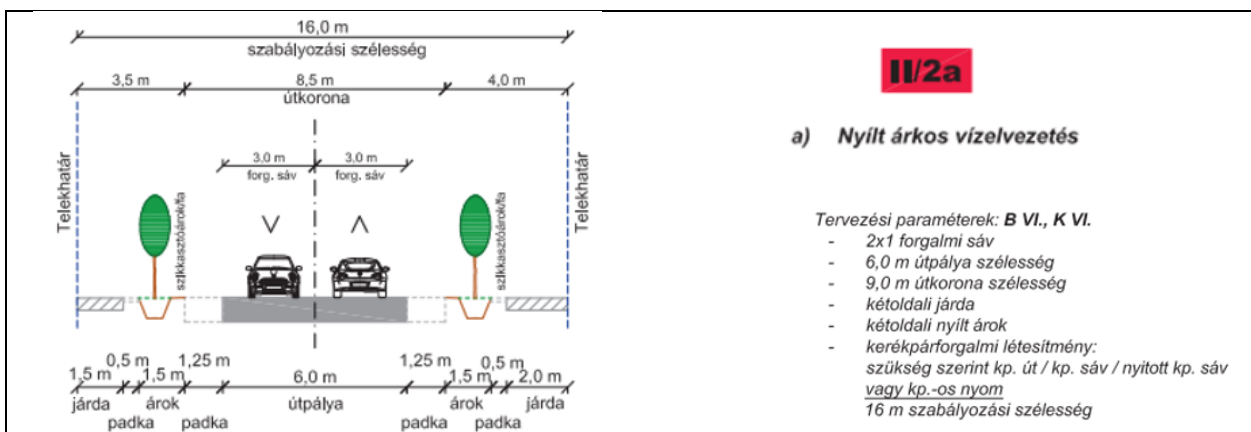 16,0 m
szabályozási szélesség
3,5 m 8,5 m 4,0 m
útkorona
Telekhatár
3,0 m 3,0 m
forg. sáv forg. sáv
szikkasztóárok/fa
szikkasztóárok/fa
Telekhatár
0,5 m 1,25 m 1,25 m 0,5 m
1,5 m 1,5 m 6,0 m 1,5 m 2,0 m
járda árok útpálya árok járda
padka padka padka padka
II/2a
a) Nyílt árkos vízelvezetés
Tervezési paraméterek: B VI., K VI.
- 2x1 forgalmi sáv
- 6,0 m útpálya szélesség
- 9,0 m útkorona szélesség
- kétoldali járda
- kétoldali nyílt árok
- kerékpárforgalmi létesítmény:
szükség szerint kp. út / kp. sáv / nyitott kp. sáv
vagy kp.-os nyom
16 m szabályozási szélesség